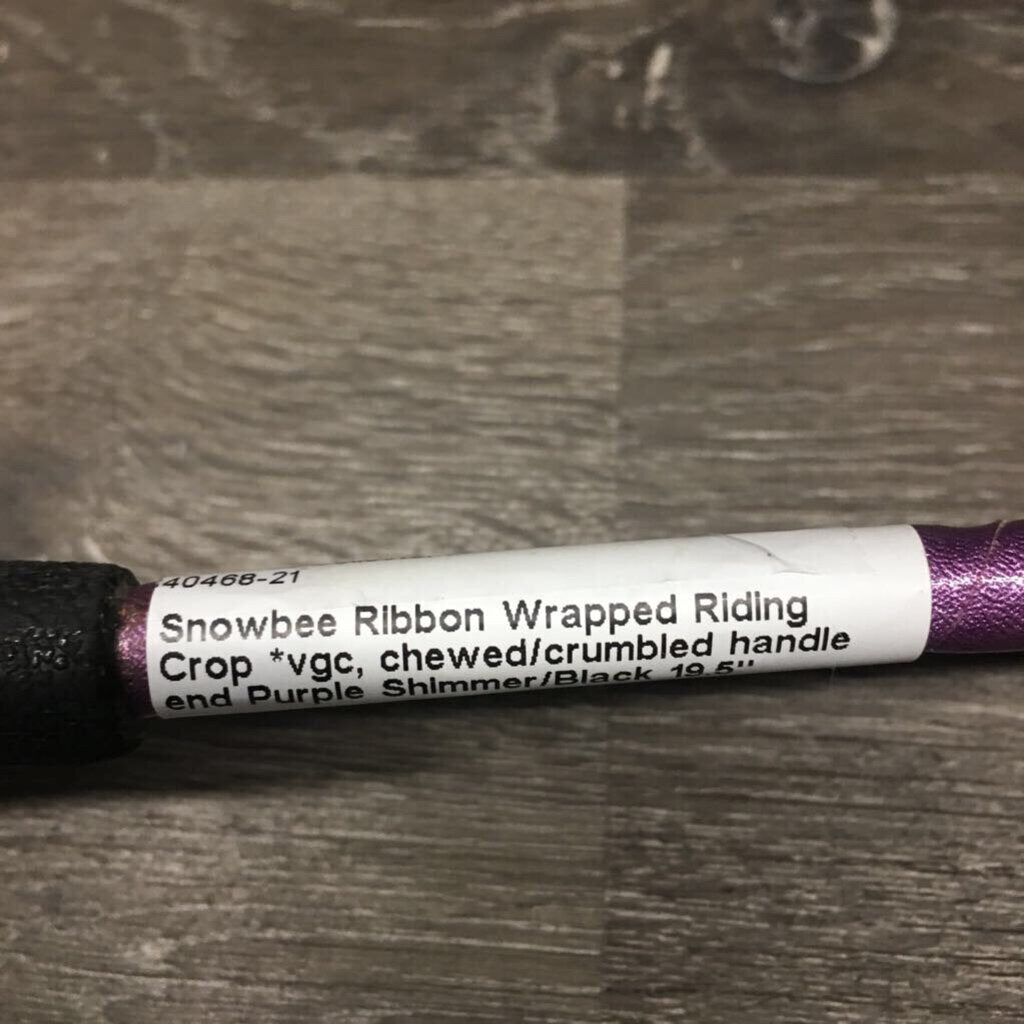 40468-21
Snowbee Ribbon Wrapped Riding
Crop *vgc, chewed/crumbled handle
end Purple Shimmer/Black 19.5"